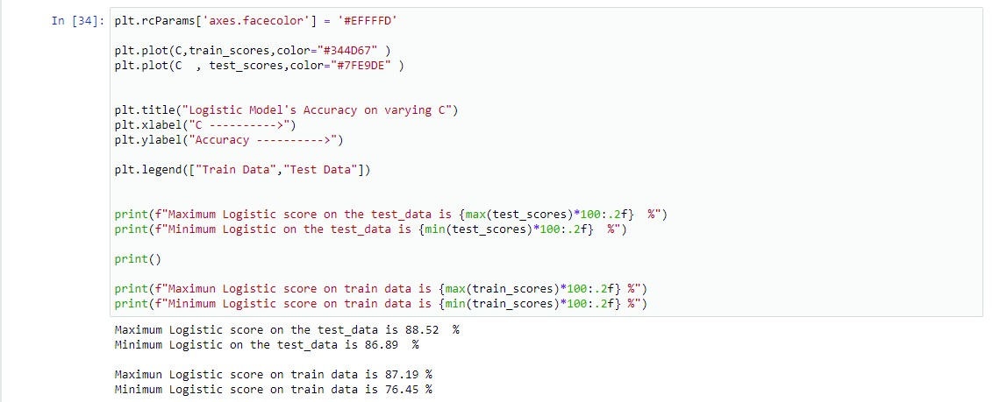 In [34]: plt.rcParams['axes.facecolor'] = '#EFFFFD'
plt.plot(C,train_scores,color="#344D67" )
plt.plot(C  , test_scores,color="#7FE9DE" )
plt.title("Logistic Model's Accuracy on varying C")
plt.xlabel("C ---------->")
plt.ylabel("Accuracy ---------->")
plt.legend(["Train Data","Test Data"])
print(f"Maximum Logistic score on the test_data is {max(test_scores)*100:.2f}  %")
print(f"Minimum Logistic on the test_data is {min(test_scores)*100:.2f}  %")
print()
print(f"Maximun Logistic score on train data is {max(train_scores)*100:.2f} %")
print(f"Minimum Logistic score on train data is {min(train_scores)*100:.2f} %")
Maximum Logistic score on the test_data is 88.52  %
Minimum Logistic on the test_data is 86.89  %
Maximun Logistic score on train data is 87.19 %
Minimum Logistic score on train data is 76.45 %